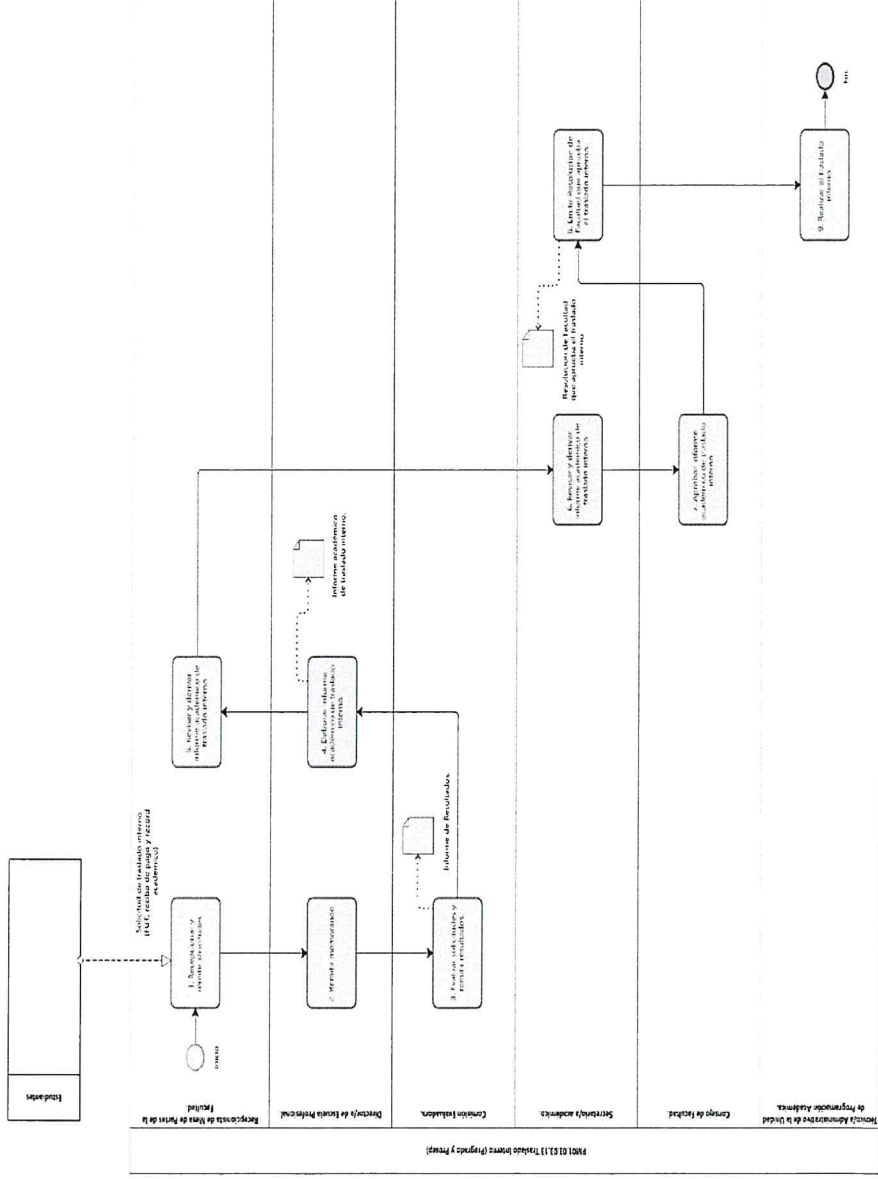 Estudiantes
PM01.03.03.13 Traslado Interno (Pregrado y Prosep)
Recepcionista de Mesa de Partes de la
Facultad
Director/a de Escuela Profesional.
Comisión Evaluadora.
Secretario/a académico.
Consejo de Facultad.
Técnico/a Administrativo de la Unidad
de Programación Académica.
Inicio
Solicitud de traslado interno
(FUT, recibo de pago y record
académico)
1. Recepcionar y
remitir solicitudes
2. Remitir memorando
3. Evaluar solicitudes y
remitir resultados.
Informe de Resultados.
4. Elaborar informe
académico de traslado
interno.
Informe académico
de traslado interno.
5. Revisar y derivar
informe académico de
traslado interno
6. Revisar y derivar
informe académico de
traslado interno
7. Aprobar informe
académico de traslado
interno.
Resolución de Facultad
que aprueba el traslado
interno
8. Emitir Resolución de
Facultad que aprueba
el traslado interno.
9. Realizar el traslado
interno.
Fin.